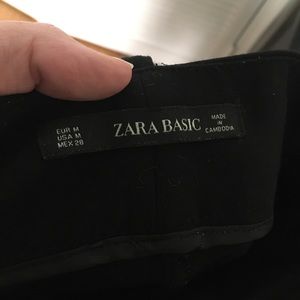 EUR M
USA M
MEX 28
ZARA BASIC
MADE
IN
CAMBODIA